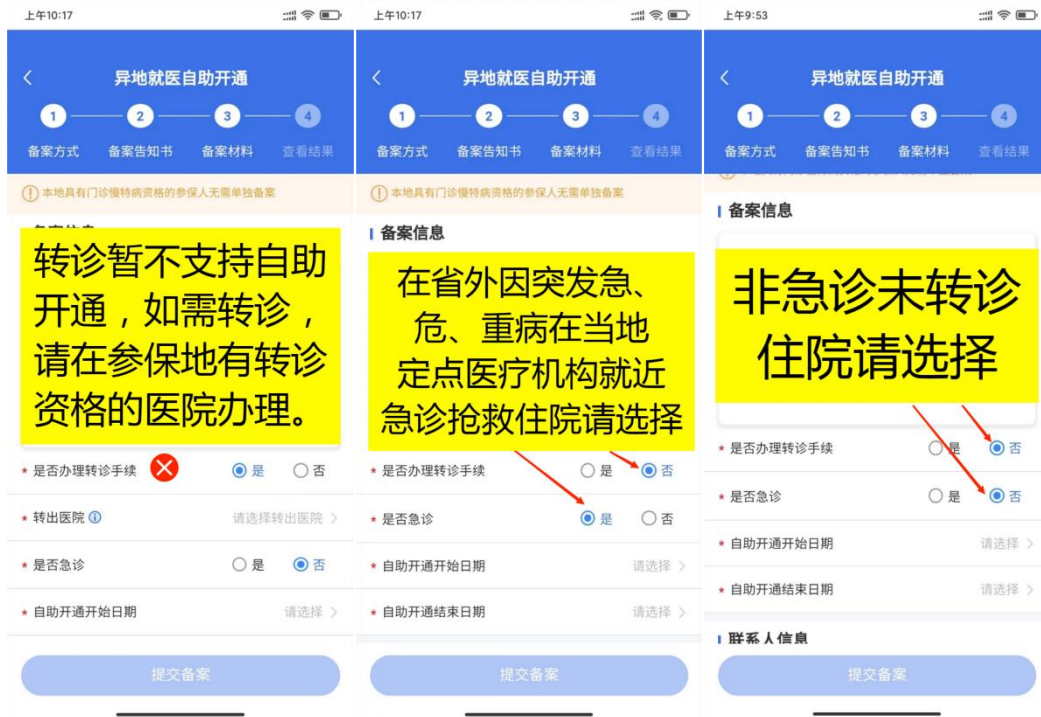 上午10:17
异地就医自助开通
1 2 3 4
备案方式 备案告知书 备案材料 查看结果
本地具有门诊慢特病资格的参保人无需单独备案
转诊暂不支持自助
开通，如需转诊，
请在参保地有转诊
资格的医院办理。
* 是否办理转诊手续 是 否
* 转出医院 请选择转出医院 >
* 是否急诊 是 否
* 自助开通开始日期 请选择 >
提交备案
上午10:17
异地就医自助开通
1 2 3 4
备案方式 备案告知书 备案材料 查看结果
本地具有门诊慢特病资格的参保人无需单独备案
备案信息
在省外因突发急、
危、重病在当地
定点医疗机构就近
急诊抢救住院请选择
* 是否办理转诊手续 是 否
* 是否急诊 是 否
* 自助开通开始日期 请选择 >
* 自助开通结束日期 请选择 >
提交备案
上午9:53
异地就医自助开通
1 2 3 4
备案方式 备案告知书 备案材料 查看结果
备案信息
非急诊未转诊
住院请选择
* 是否办理转诊手续 是 否
* 是否急诊 是 否
* 自助开通开始日期 请选择 >
* 自助开通结束日期 请选择 >
联系人信息
提交备案